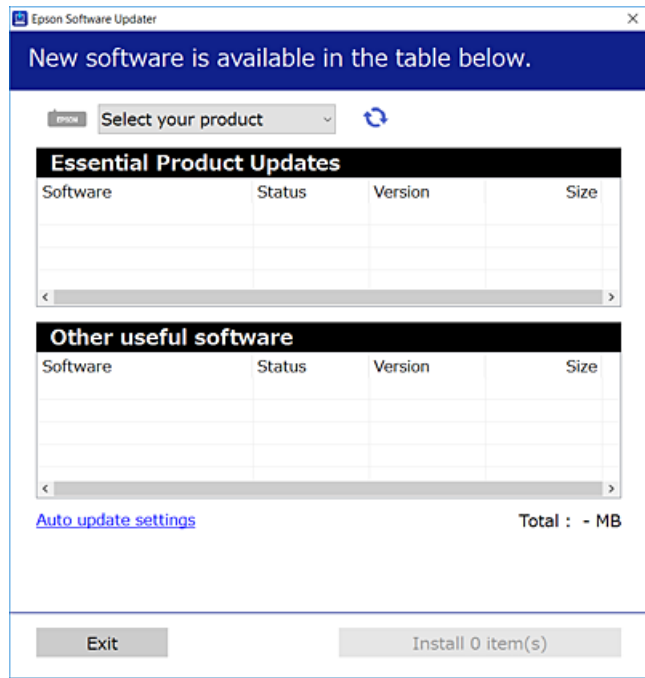 Epson Software Updater
New software is available in the table below.
EPSON Select your product
Essential Product Updates
Software Status Version Size
Other useful software
Software Status Version Size
Auto update settings Total : - MB
Exit Install 0 item(s)